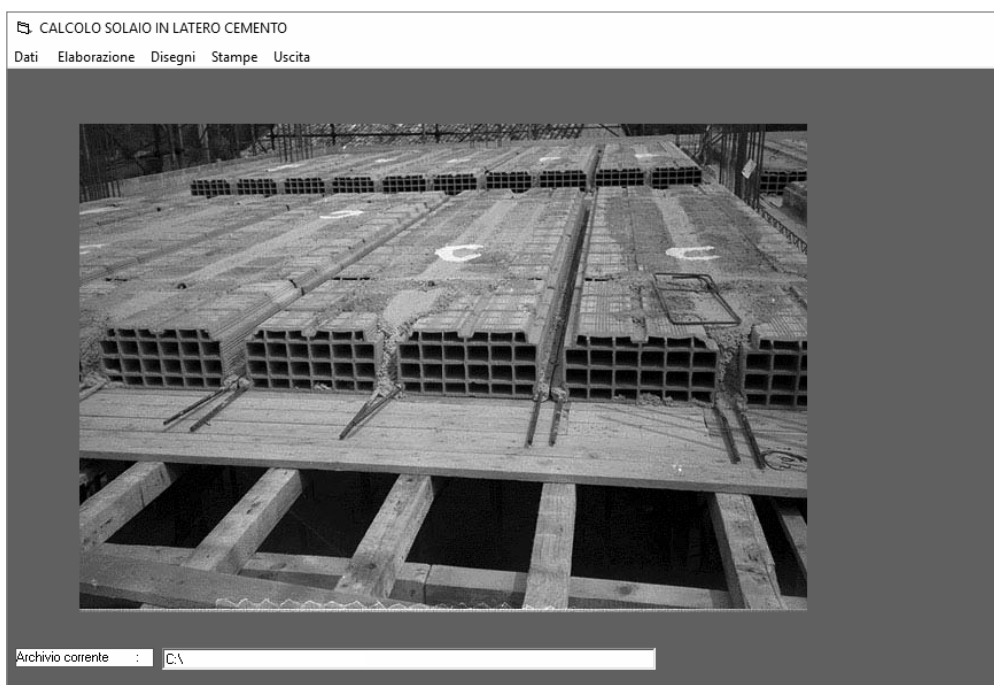 CALCOLO SOLAIO IN LATERO CEMENTO
Dati Elaborazione Disegni Stampe Uscita
Archivio corrente : C:\